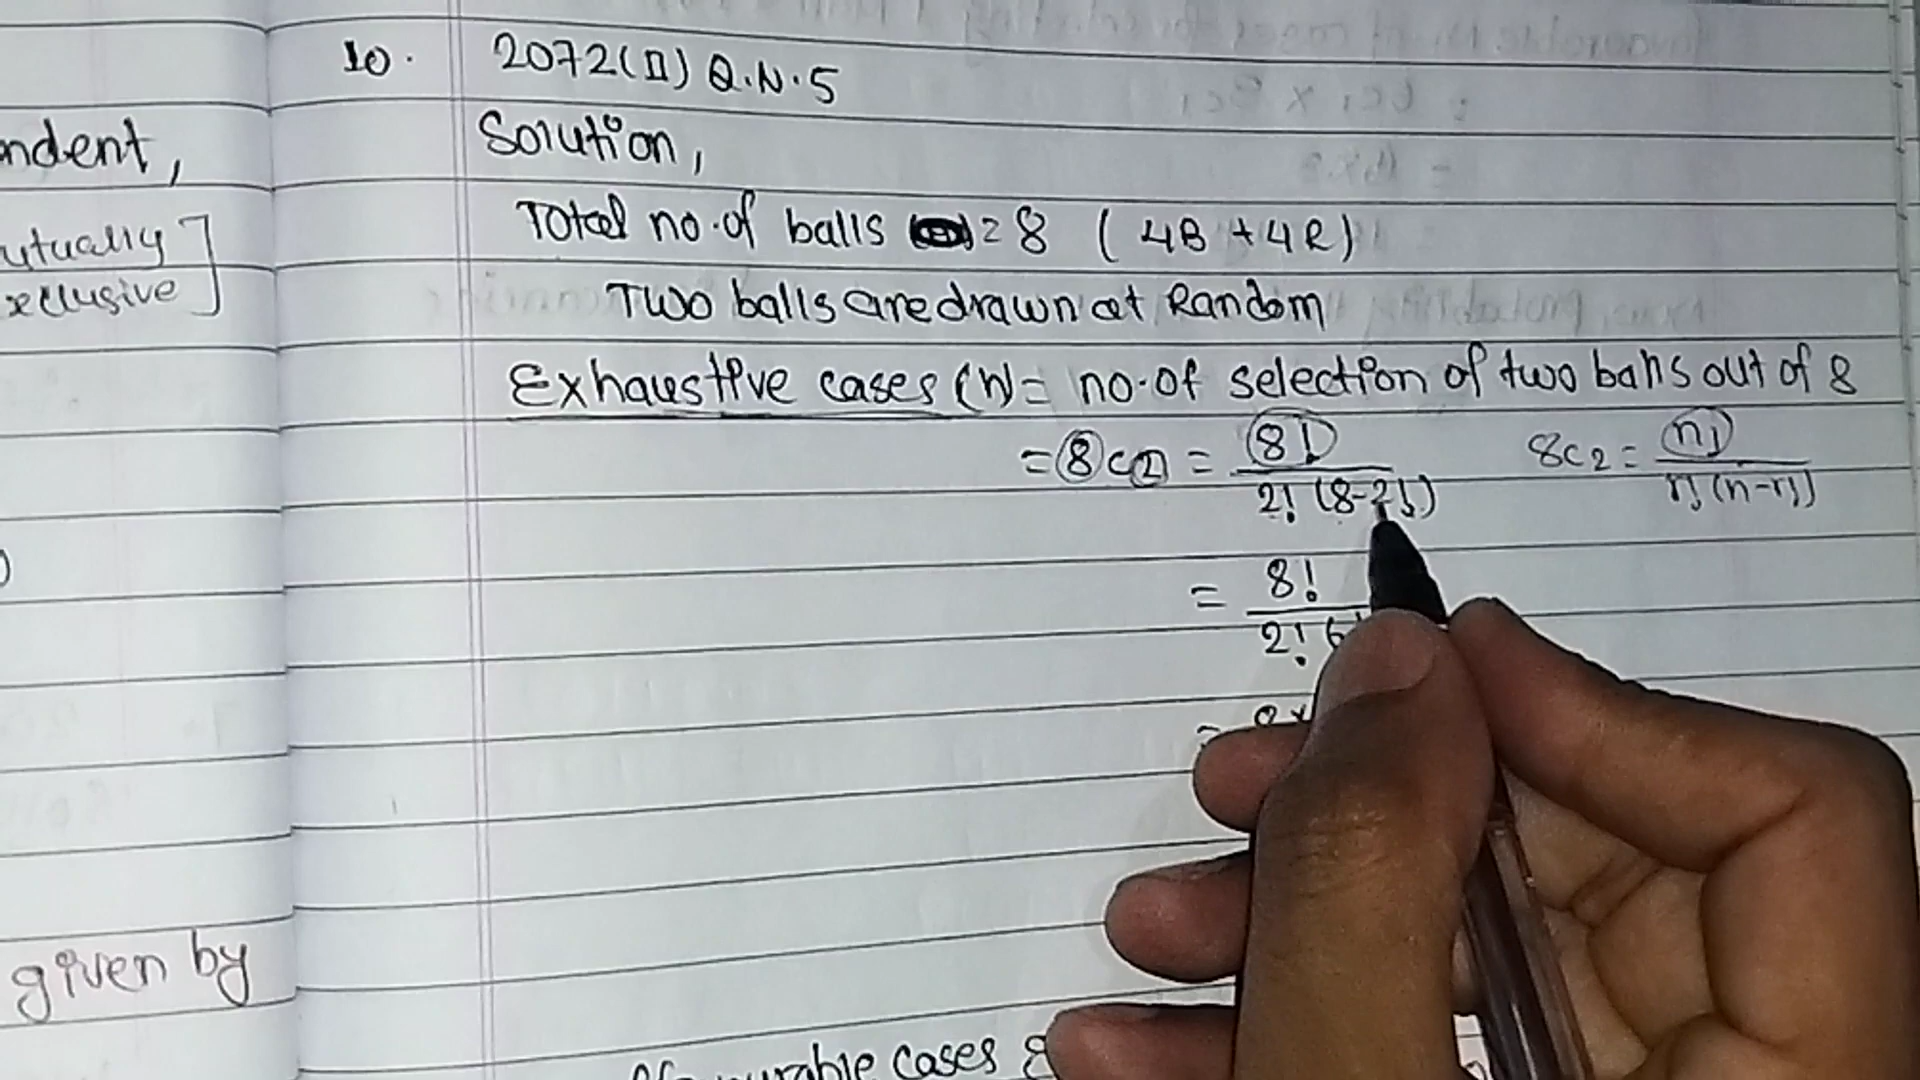 ndent,
utually
xclusive
given by
10. 2072(II) Q.N.5
Solution,
Total no.of balls = 8 (4B + 4R)
Two balls are drawn at Random
Exhaustive cases (n) = no.of selection of two balls out of 8
= 8c2 = 8! / 2! (8-2!) 8c2 = n! / r! (n-r!)
= 8! / 2! 6!
cases